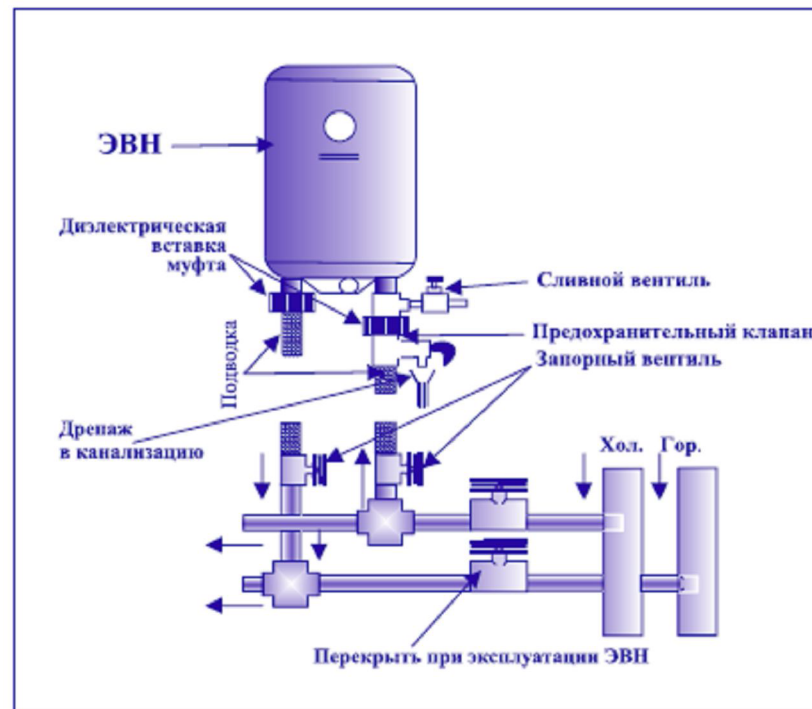 ЭВН
Диэлектрическая
вставка
муфта
Сливной вентиль
Предохранительный клапан
Запорный вентиль
Подводка
Дренаж
в канализацию
Хол. Гор.
Перекрыть при эксплуатации ЭВН